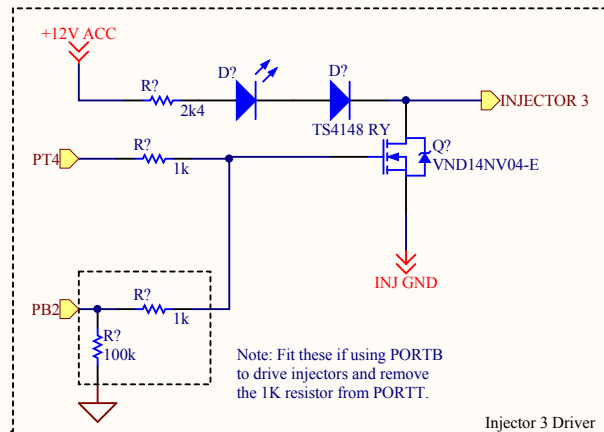 +12V ACC
R?
2k4
D?
D?
TS4148 RY
INJECTOR 3
PT4
R?
1k
Q?
VND14NV04-E
INJ GND
PB2
R?
1k
R?
100k
Note: Fit these if using PORTB
to drive injectors and remove
the 1K resistor from PORTT.
Injector 3 Driver